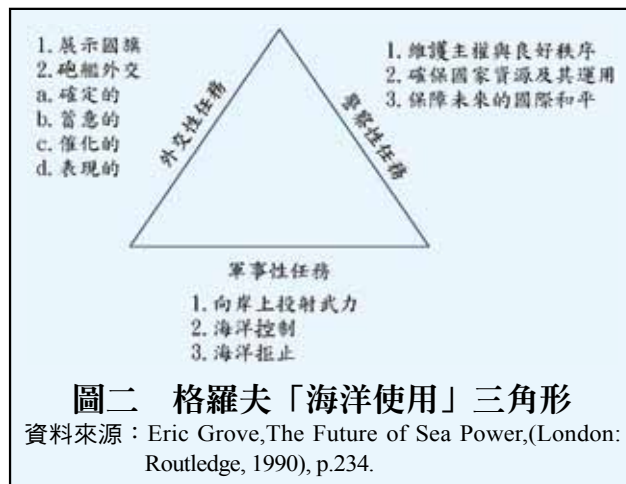 1. 展示國旗
2. 砲艦外交
a. 確定的
b. 蓄意的
c. 催化的
d. 表現的
外交性任務
1. 維護主權與良好秩序
2. 確保國家資源及其運用
3. 保障未來的國際和平
警察性任務
軍事性任務
1. 向岸上投射武力
2. 海洋控制
3. 海洋拒止
圖二　格羅夫「海洋使用」三角形
資料來源：Eric Grove,The Future of Sea Power,(London:
Routledge, 1990), p.234.